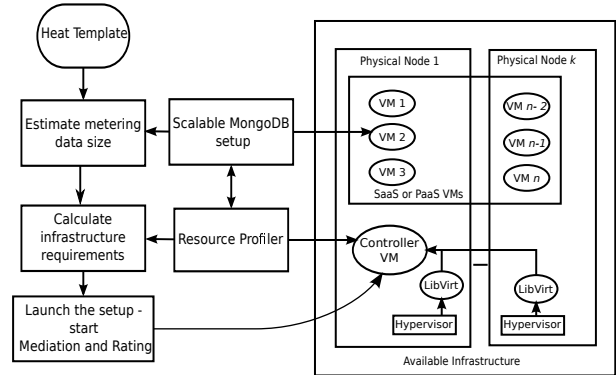 Heat Template
Estimate metering
data size
Scalable MongoDB
setup
Calculate
infrastructure
requirements
Resource Profiler
Launch the setup -
start
Mediation and Rating
Physical Node 1
Physical Node k
VM 1
VM 2
VM 3
VM n- 2
VM n-1
VM n
SaaS or PaaS VMs
Controller
VM
LibVirt
LibVirt
Hypervisor
Hypervisor
Available Infrastructure